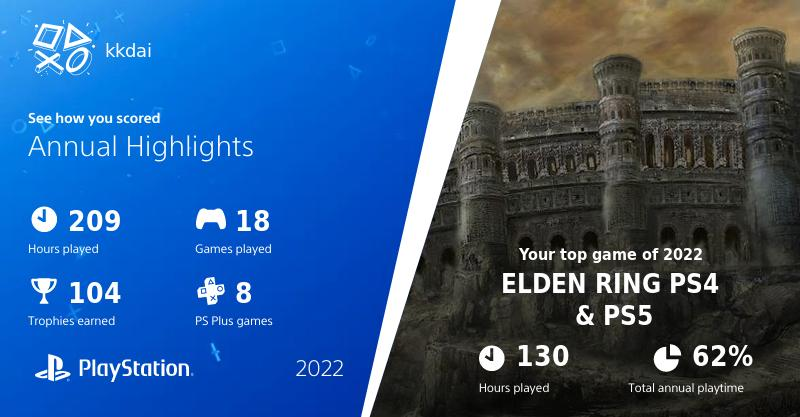 kkdai
See how you scored
Annual Highlights
209
Hours played
18
Games played
104
Trophies earned
8
PS Plus games
PlayStation.
2022
Your top game of 2022
ELDEN RING PS4
& PS5
130
Hours played
62%
Total annual playtime